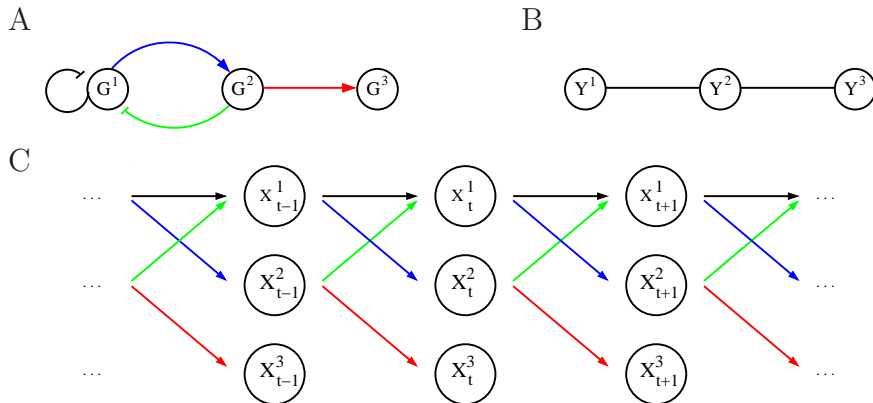 A B
G¹ G² G³ Y¹ Y² Y³
C
... X¹ₜ₋₁ X¹ₜ X¹ₜ₊₁ ...
... X²ₜ₋₁ X²ₜ X²ₜ₊₁ ...
... X³ₜ₋₁ X³ₜ X³ₜ₊₁ ...